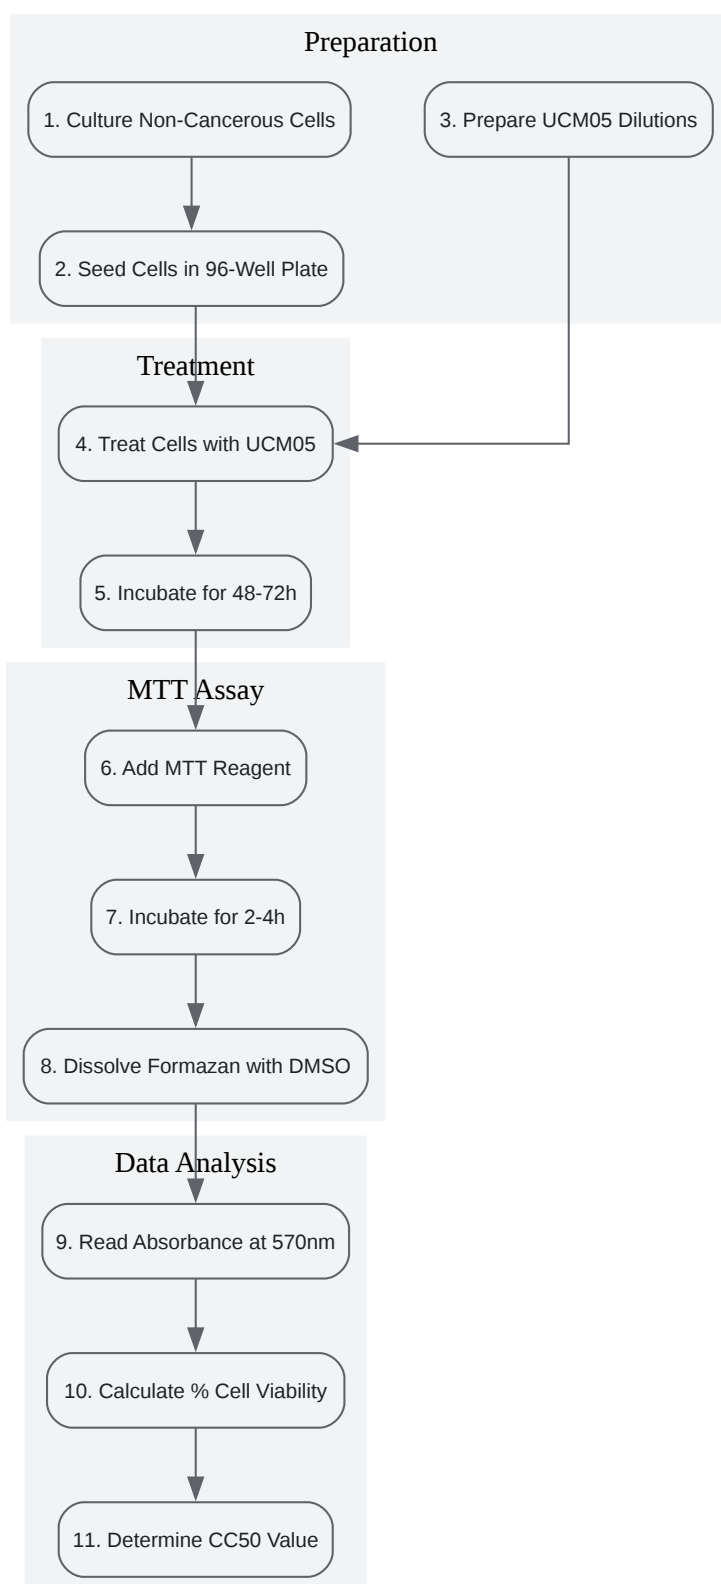 Preparation
1. Culture Non-Cancerous Cells
3. Prepare UCM05 Dilutions
2. Seed Cells in 96-Well Plate
Treatment
4. Treat Cells with UCM05
5. Incubate for 48-72h
MTT Assay
6. Add MTT Reagent
7. Incubate for 2-4h
8. Dissolve Formazan with DMSO
Data Analysis
9. Read Absorbance at 570nm
10. Calculate % Cell Viability
11. Determine CC50 Value